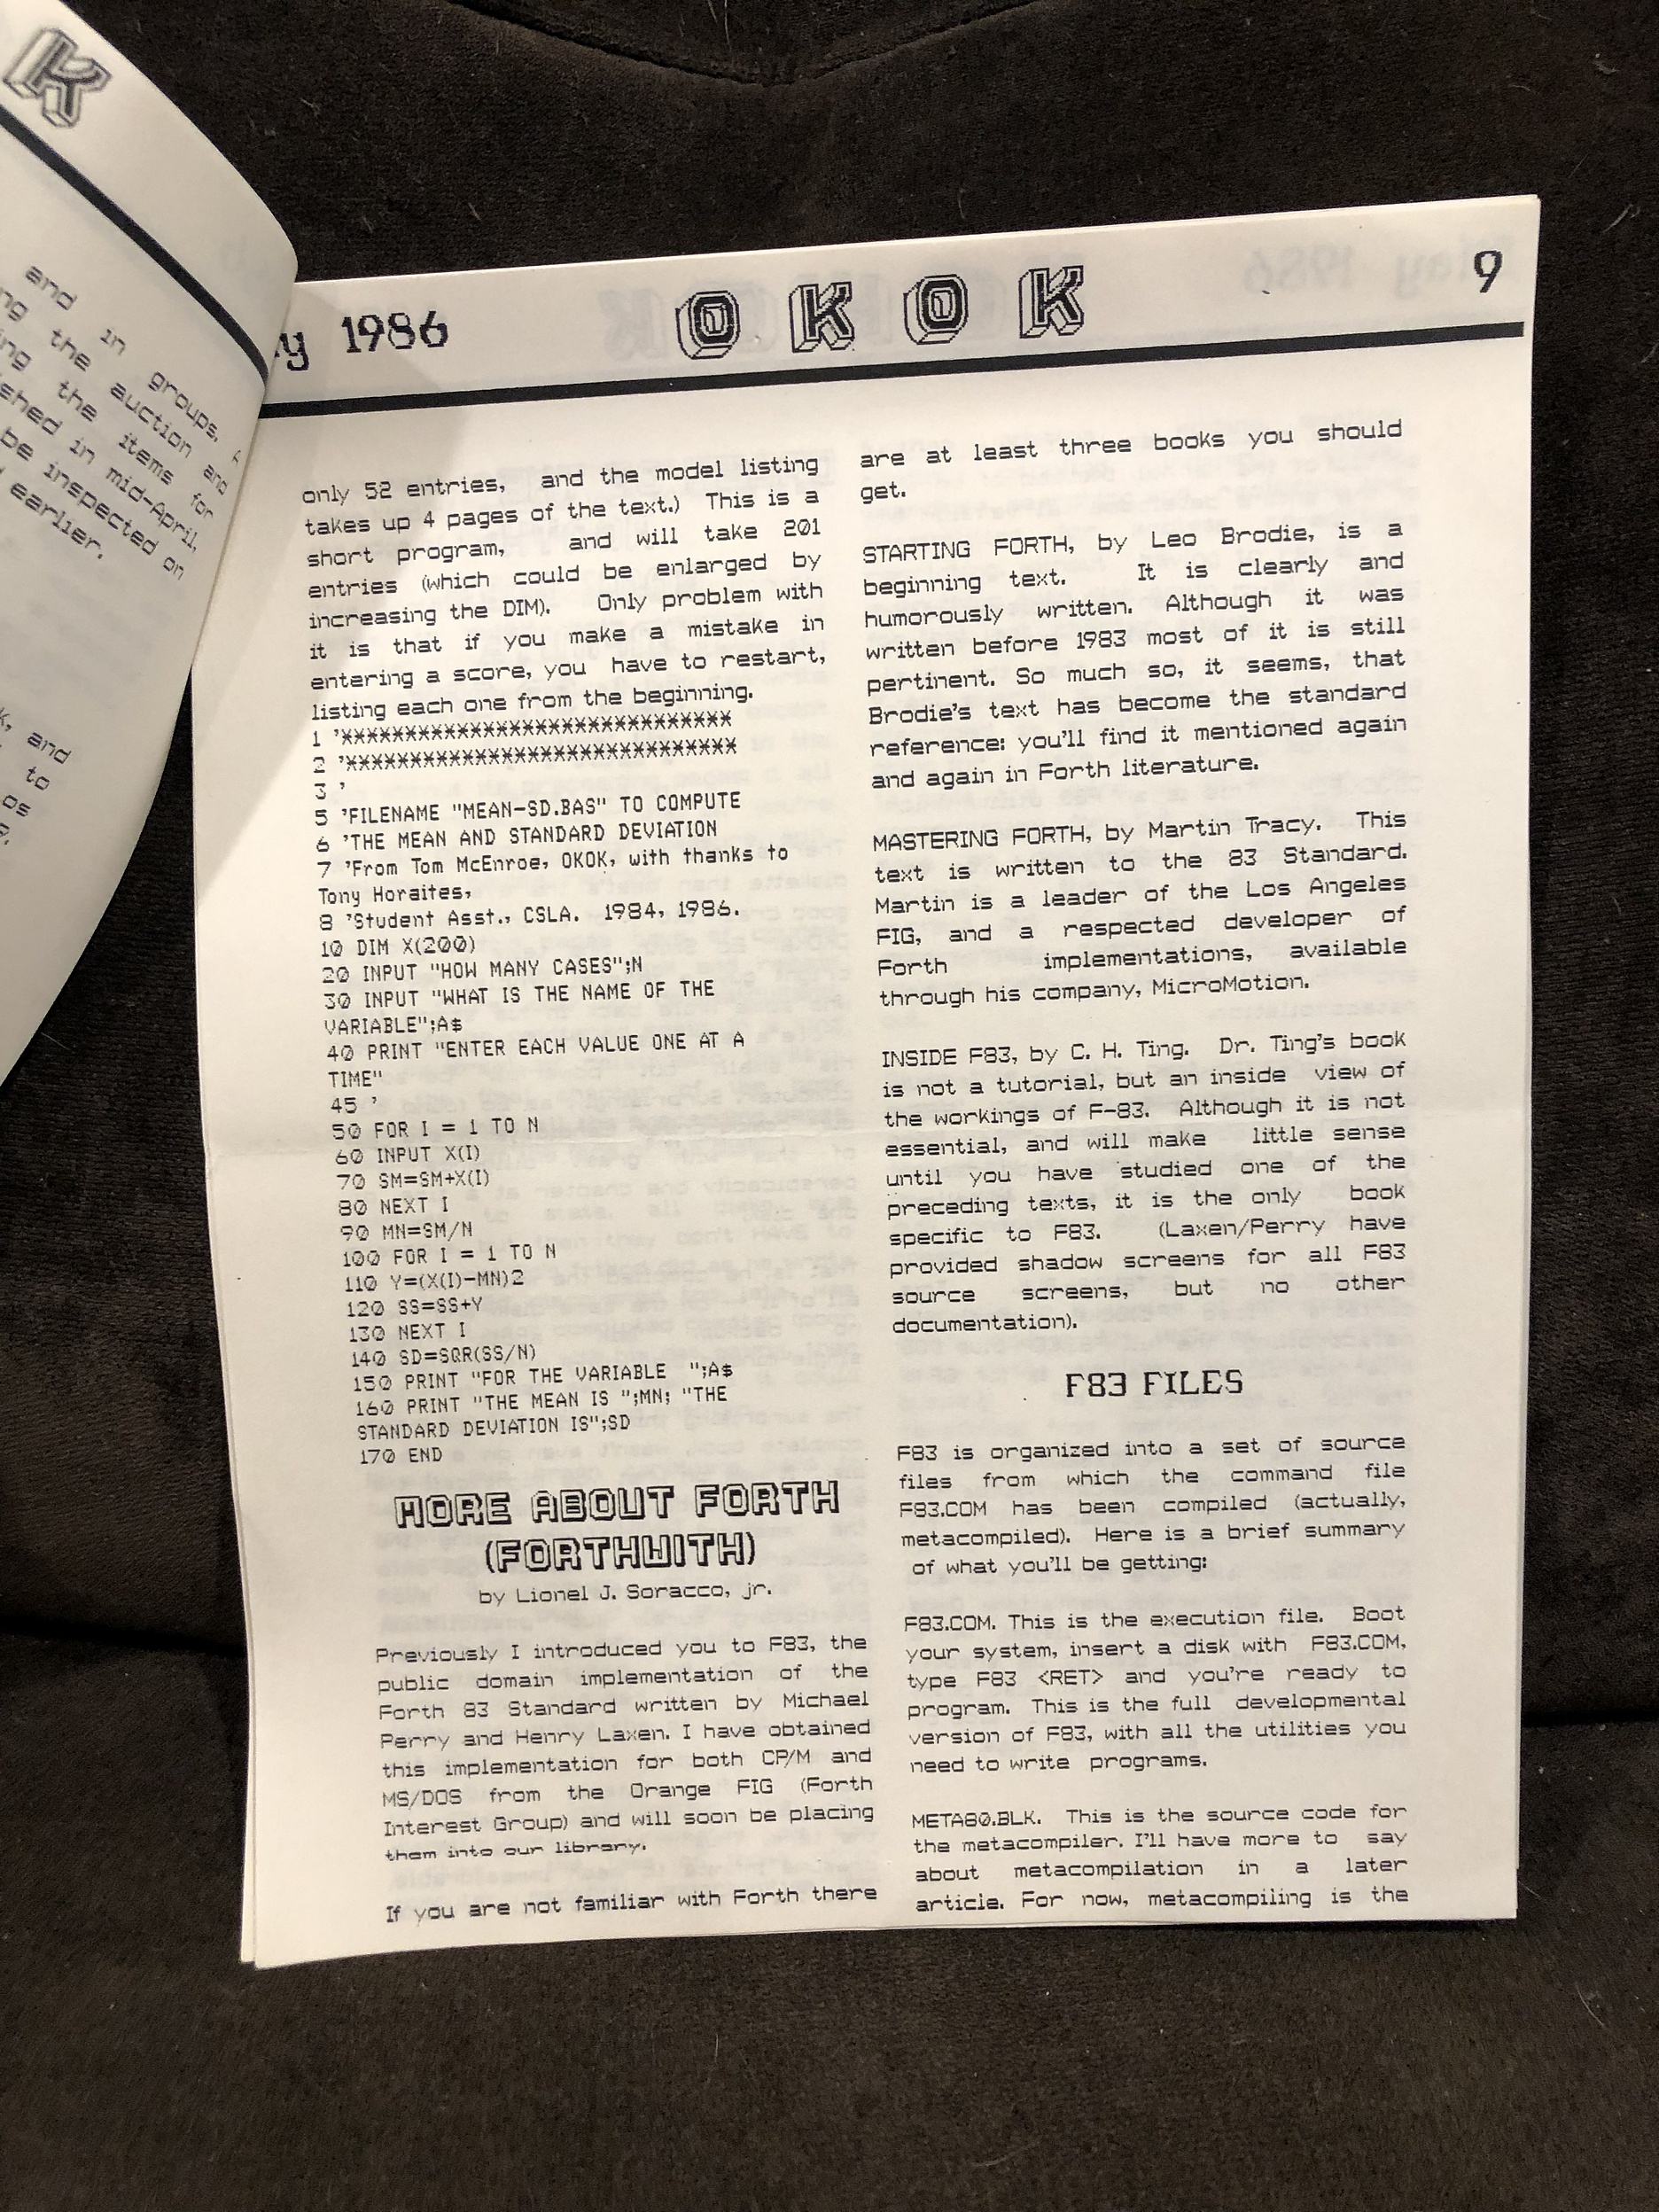 K
and in
groups.
the auction and
the items for
in mid-April,
be inspected on
earlier.
and
to
1986 OKOK 9
only 52 entries, and the model listing
takes up 4 pages of the text.) This is a
short program, and will take 201
entries (which could be enlarged by
increasing the DIM). Only problem with
it is that if you make a mistake in
entering a score, you have to restart,
listing each one from the beginning.
1 '*****************************
2 '*****************************
3 '
5 'FILENAME "MEAN-SD.BAS" TO COMPUTE
6 'THE MEAN AND STANDARD DEVIATION
7 'From Tom McEnroe, OKOK, with thanks to
Tony Horaites,
8 'Student Asst., CSLA. 1984, 1986.
10 DIM X(200)
20 INPUT "HOW MANY CASES";N
30 INPUT "WHAT IS THE NAME OF THE
VARIABLE";A$
40 PRINT "ENTER EACH VALUE ONE AT A
TIME"
45 '
50 FOR I = 1 TO N
60 INPUT X(I)
70 SM=SM+X(I)
80 NEXT I
90 MN=SM/N
100 FOR I = 1 TO N
110 Y=(X(I)-MN)2
120 SS=SS+Y
130 NEXT I
140 SD=SQR(SS/N)
150 PRINT "FOR THE VARIABLE ";A$
160 PRINT "THE MEAN IS ";MN; "THE
STANDARD DEVIATION IS";SD
170 END
MORE ABOUT FORTH
(FORTHWITH)
by Lionel J. Soracco, jr.
Previously I introduced you to F83, the
public domain implementation of the
Forth 83 Standard written by Michael
Perry and Henry Laxen. I have obtained
this implementation for both CP/M and
MS/DOS from the Orange FIG (Forth
Interest Group) and will soon be placing
them into our library.
If you are not familiar with Forth there
are at least three books you should
get.
STARTING FORTH, by Leo Brodie, is a
beginning text. It is clearly and
humorously written. Although it was
written before 1983 most of it is still
pertinent. So much so, it seems, that
Brodie's text has become the standard
reference: you'll find it mentioned again
and again in Forth literature.
MASTERING FORTH, by Martin Tracy. This
text is written to the 83 Standard.
Martin is a leader of the Los Angeles
FIG, and a respected developer of
Forth implementations, available
through his company, MicroMotion.
INSIDE F83, by C. H. Ting. Dr. Ting's book
is not a tutorial, but an inside view of
the workings of F-83. Although it is not
essential, and will make little sense
until you have studied one of the
preceding texts, it is the only book
specific to F83. (Laxen/Perry have
provided shadow screens for all F83
source screens, but no other
documentation).
F83 FILES
F83 is organized into a set of source
files from which the command file
F83.COM has been compiled (actually,
metacompiled). Here is a brief summary
of what you'll be getting:
F83.COM. This is the execution file. Boot
your system, insert a disk with F83.COM,
type F83 <RET> and you're ready to
program. This is the full developmental
version of F83, with all the utilities you
need to write programs.
META80.BLK. This is the source code for
the metacompiler. I'll have more to say
about metacompilation in a later
article. For now, metacompiling is the